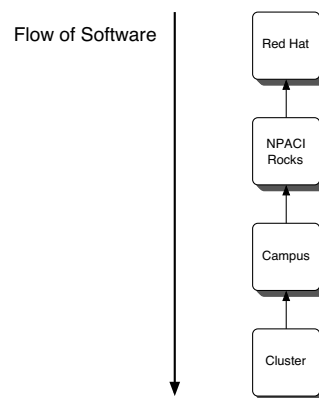 Flow of Software
Red Hat
NPACI
Rocks
Campus
Cluster